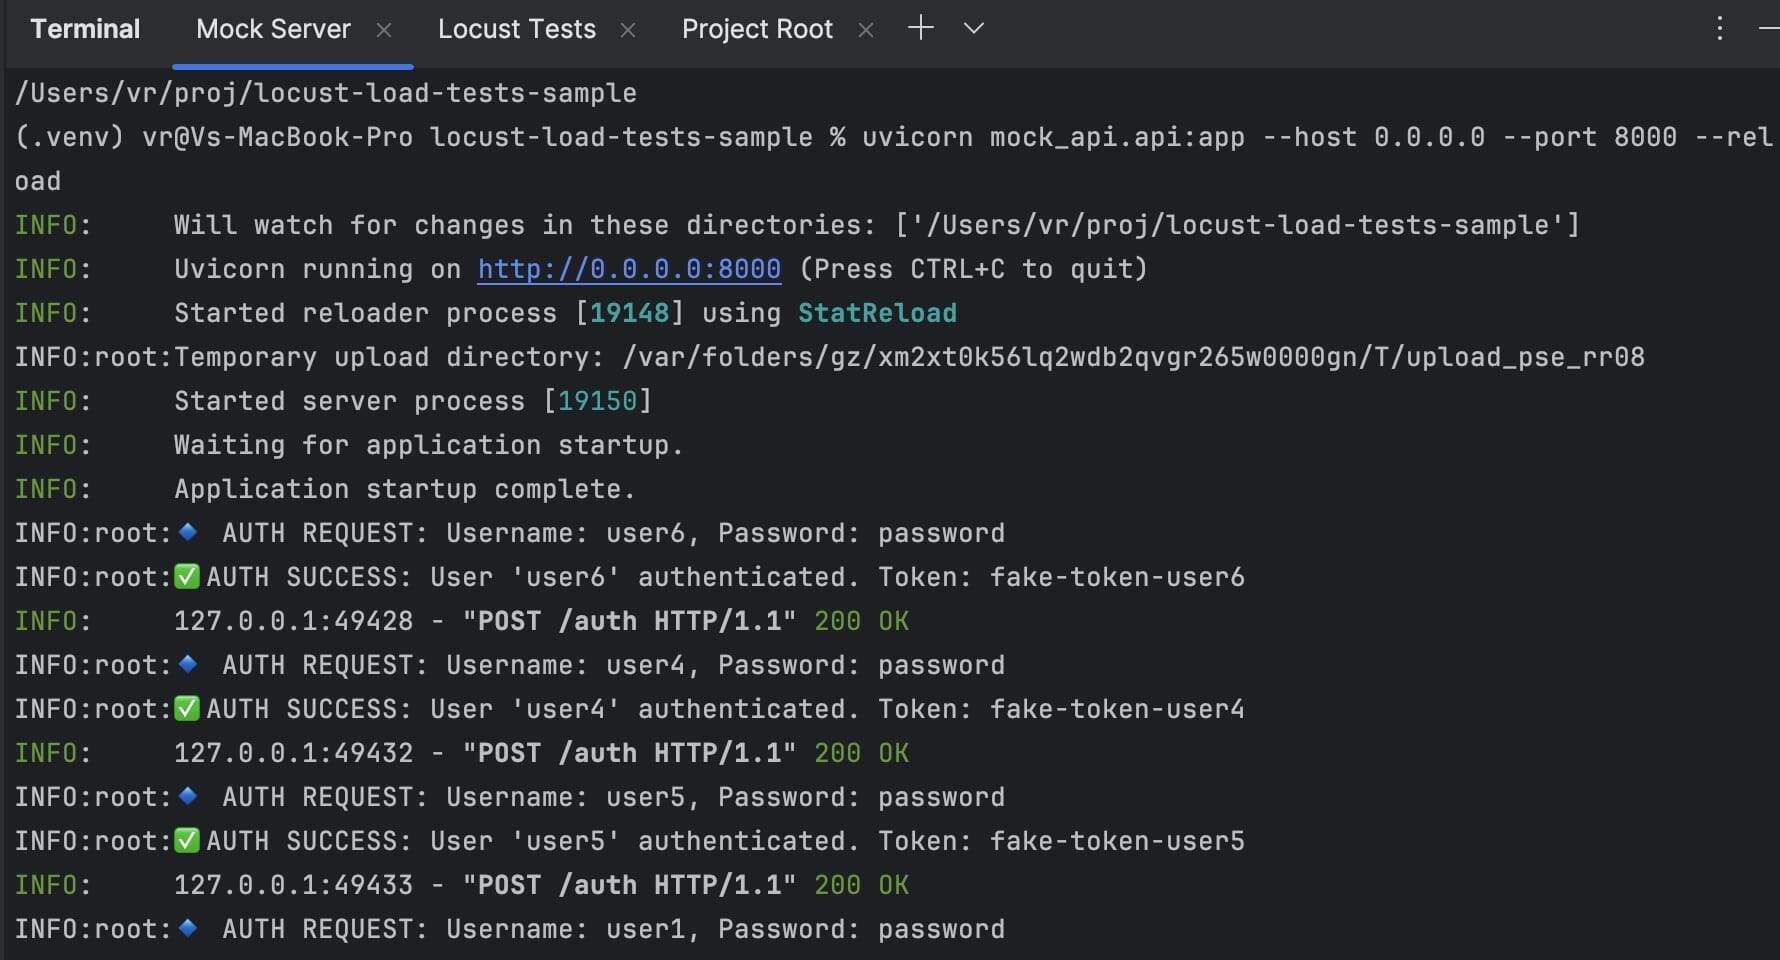 Terminal Mock Server × Locust Tests × Project Root ×
/Users/vr/proj/locust-load-tests-sample
(.venv) vr@Vs-MacBook-Pro locust-load-tests-sample % uvicorn mock_api.api:app --host 0.0.0.0 --port 8000 --rel
oad
INFO:     Will watch for changes in these directories: ['/Users/vr/proj/locust-load-tests-sample']
INFO:     Uvicorn running on http://0.0.0.0:8000 (Press CTRL+C to quit)
INFO:     Started reloader process [19148] using StatReload
INFO:root:Temporary upload directory: /var/folders/gz/xm2xt0k56lq2wdb2qvgr265w0000gn/T/upload_pse_rr08
INFO:     Started server process [19150]
INFO:     Waiting for application startup.
INFO:     Application startup complete.
INFO:root:🔹 AUTH REQUEST: Username: user6, Password: password
INFO:root:✅AUTH SUCCESS: User 'user6' authenticated. Token: fake-token-user6
INFO:     127.0.0.1:49428 - "POST /auth HTTP/1.1" 200 OK
INFO:root:🔹 AUTH REQUEST: Username: user4, Password: password
INFO:root:✅AUTH SUCCESS: User 'user4' authenticated. Token: fake-token-user4
INFO:     127.0.0.1:49432 - "POST /auth HTTP/1.1" 200 OK
INFO:root:🔹 AUTH REQUEST: Username: user5, Password: password
INFO:root:✅AUTH SUCCESS: User 'user5' authenticated. Token: fake-token-user5
INFO:     127.0.0.1:49433 - "POST /auth HTTP/1.1" 200 OK
INFO:root:🔹 AUTH REQUEST: Username: user1, Password: password